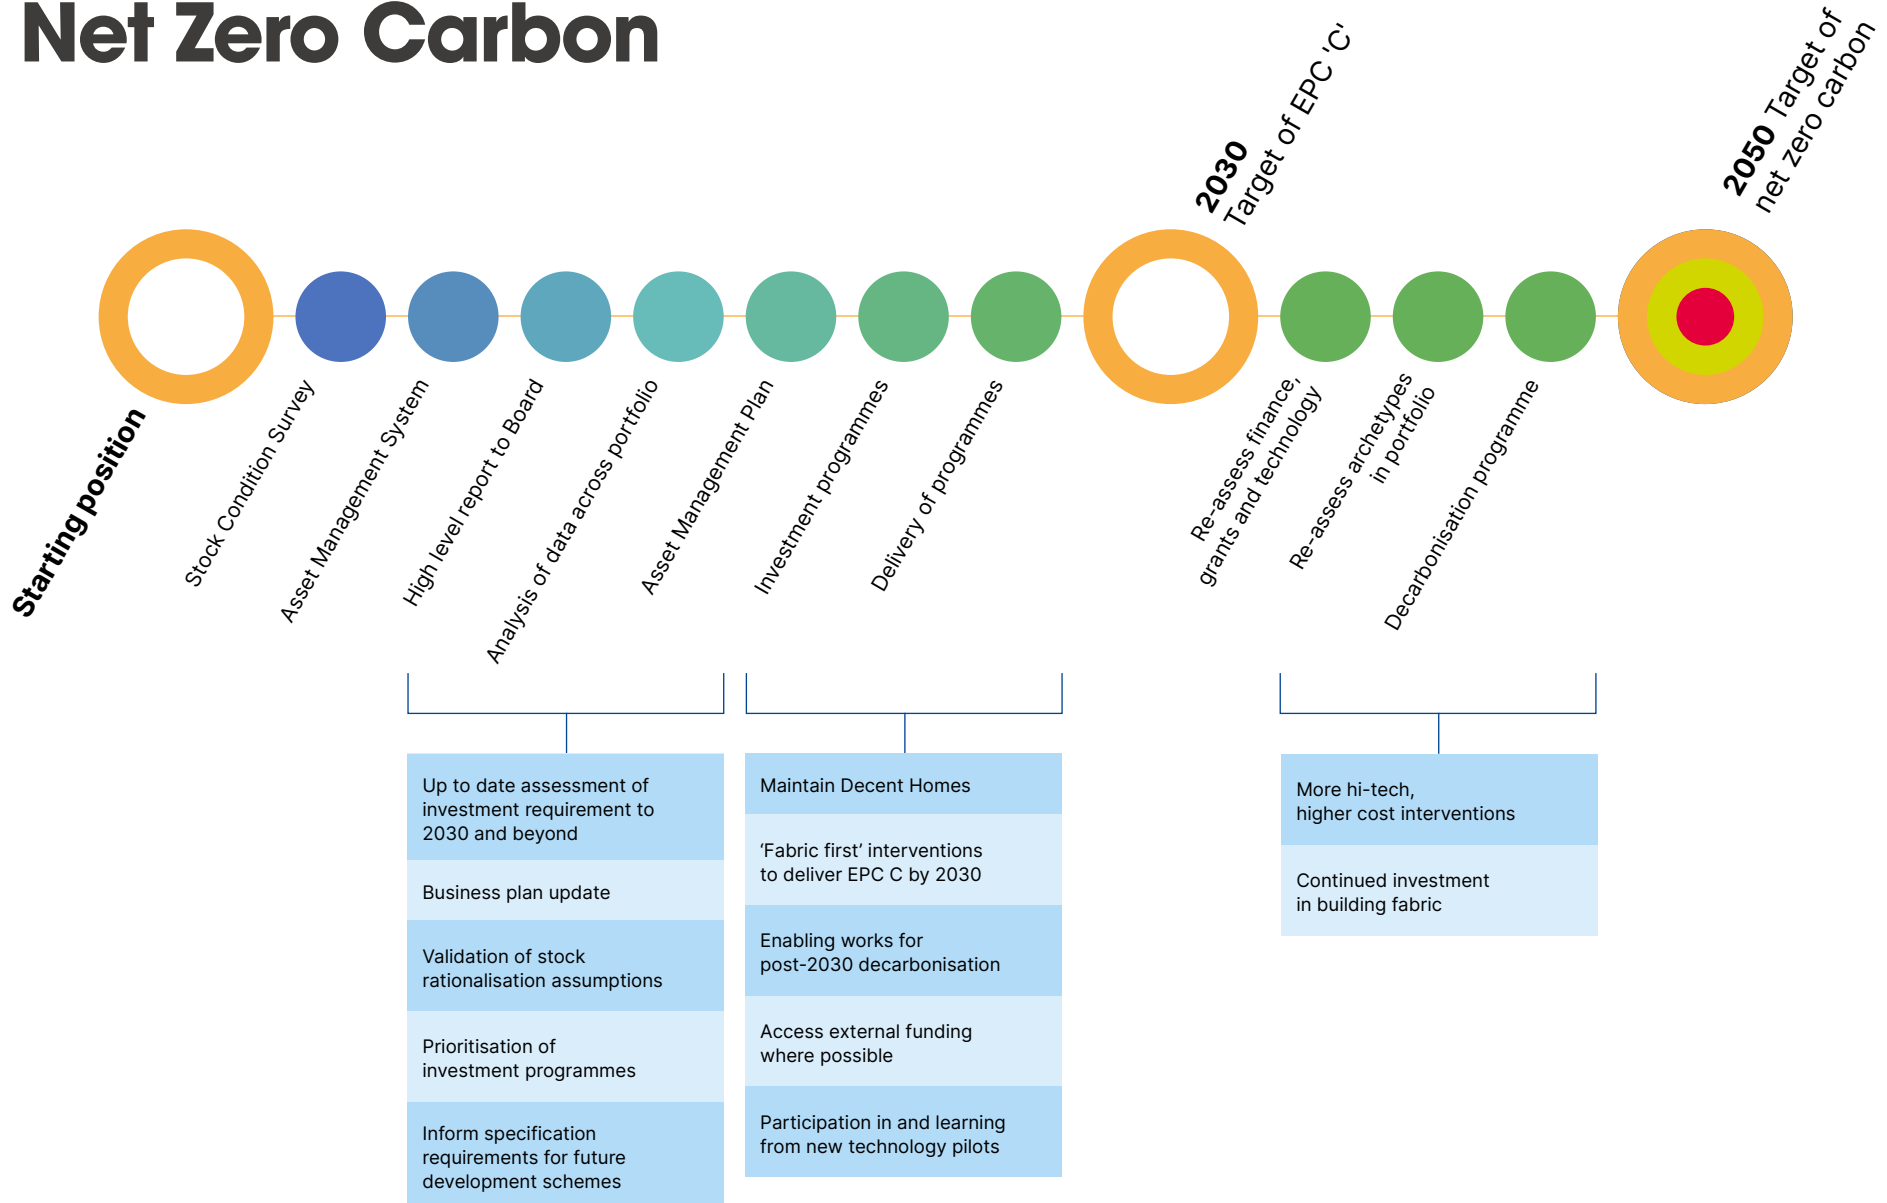 Net Zero Carbon
Starting position
Stock Condition Survey
Asset Management System
High level report to Board
Analysis of data across portfolio
Asset Management Plan
Investment programmes
Delivery of programmes
2030
Target of EPC 'C'
Re-assess finance,
grants and technology
Re-assess archetypes
in portfolio
Decarbonisation programme
2050 Target of
net zero carbon
Up to date assessment of
investment requirement to
2030 and beyond
Business plan update
Validation of stock
rationalisation assumptions
Prioritisation of
investment programmes
Inform specification
requirements for future
development schemes
Maintain Decent Homes
‘Fabric first’ interventions
to deliver EPC C by 2030
Enabling works for
post-2030 decarbonisation
Access external funding
where possible
Participation in and learning
from new technology pilots
More hi-tech,
higher cost interventions
Continued investment
in building fabric